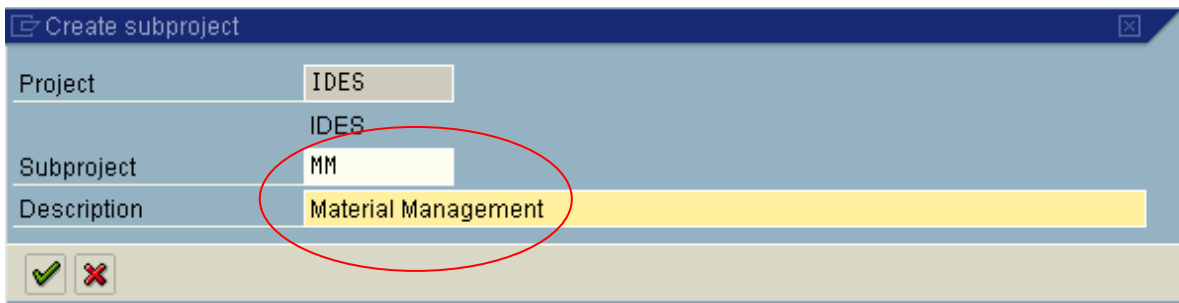 Create subproject
Project IDES
IDES
Subproject MM
Description Material Management